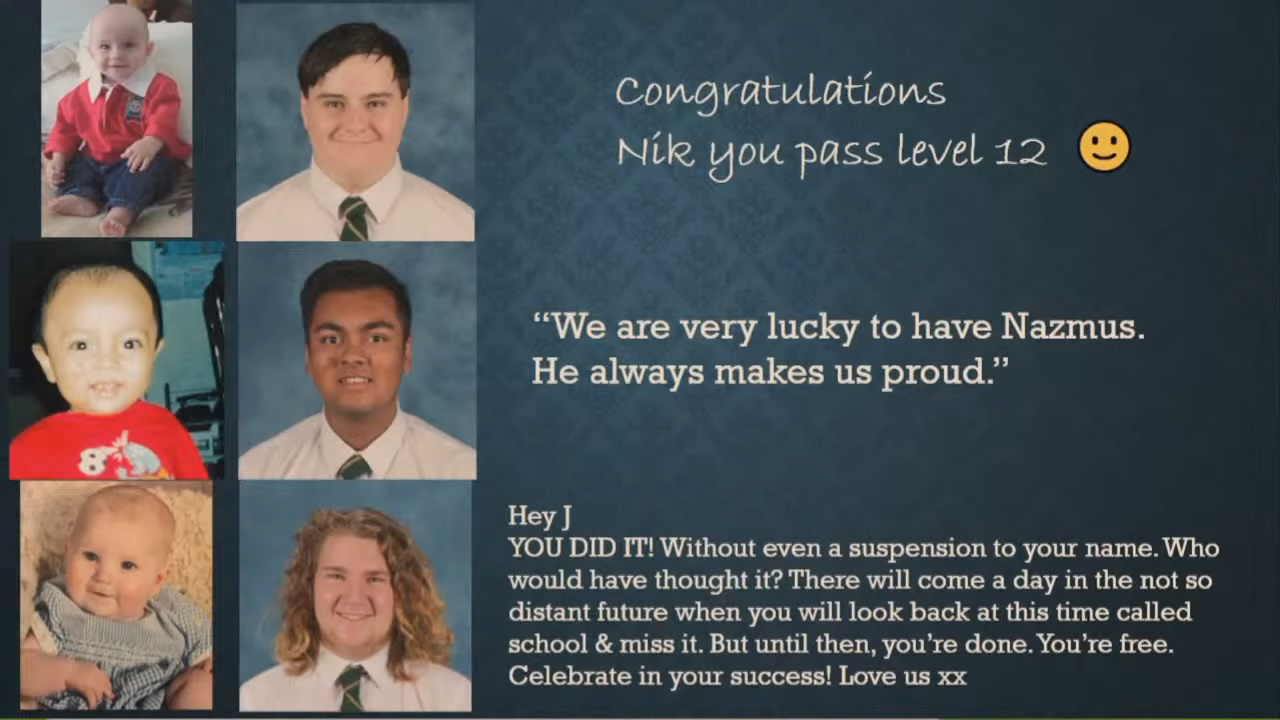 Congratulations
Nik you pass level 12
“We are very lucky to have Nazmus.
He always makes us proud.”
Hey J
YOU DID IT! Without even a suspension to your name. Who
would have thought it? There will come a day in the not so
distant future when you will look back at this time called
school & miss it. But until then, you’re done. You’re free.
Celebrate in your success! Love us xx